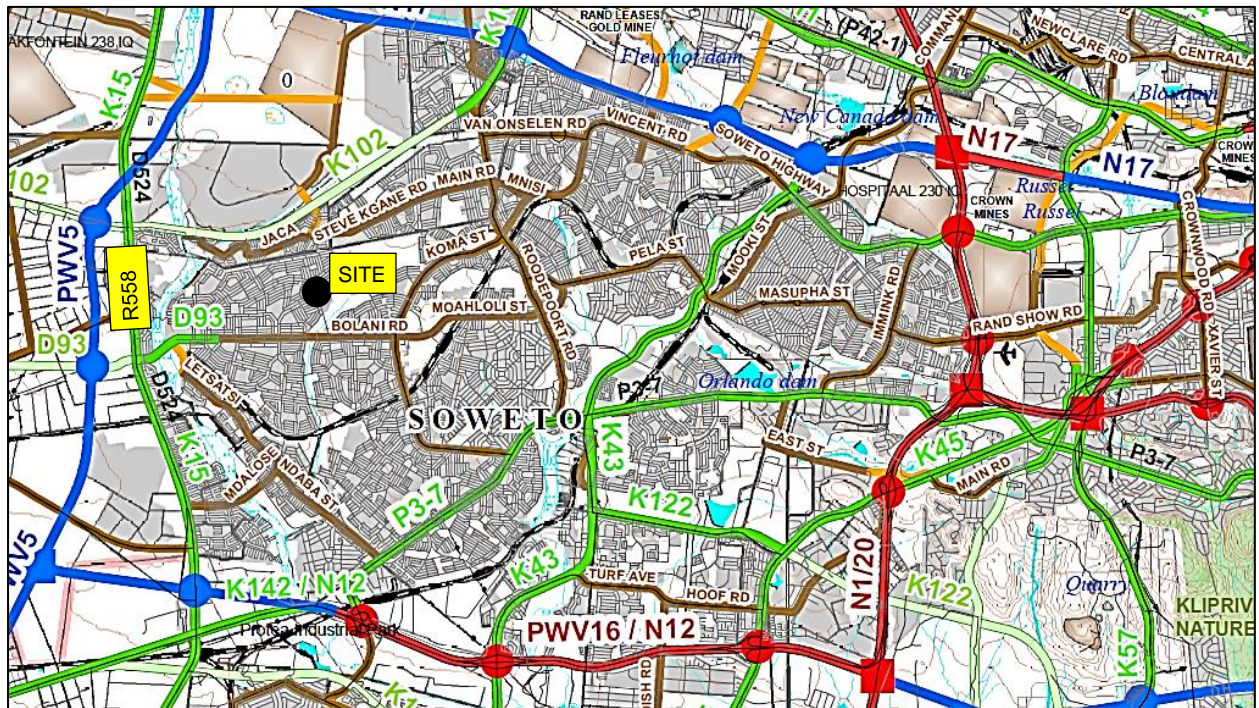 RAND LEASES
GOLD MINE
(P42-1)
NEWCLARE RD
CENTRAL
AKFONTEIN 238 IQ
N17
K1
Fleurhof dam
0
K15
Bloxdam
VAN ONSELEN RD
VINCENT RD
New Canada dam
SOWETO HIGHWAY
N17
N17
CROW
MINES
D524
K102
102
STEVE KGANE RD
MAIN RD
MNISI
JACA
HOSPITAAL 230 IQ
CROWN
MINES
Russel
Russel
CROWNWOOD RD
PWV5
R558
SITE
KOMA ST
PELA ST
MOOKI ST
ROODEPOORT RD
MASUPHA ST
IMMINK RD
RAND SHOW RD
D93
MOAHLOLI ST
BOLANI RD
D93
LETSATSI
D524
P3-7
Orlando dam
XAVIER ST
SOWETO
K15
MOALOSE
NDABA ST
P3-7
K43
EAST ST
K45
MAIN RD
P3-7
K122
N1/20
K142 / N12
K43
TURF AVE
HOOF RD
K122
Quarry
KLIPRIV
NATURE
Protea Industrial Park
PWV16 / N12
K57